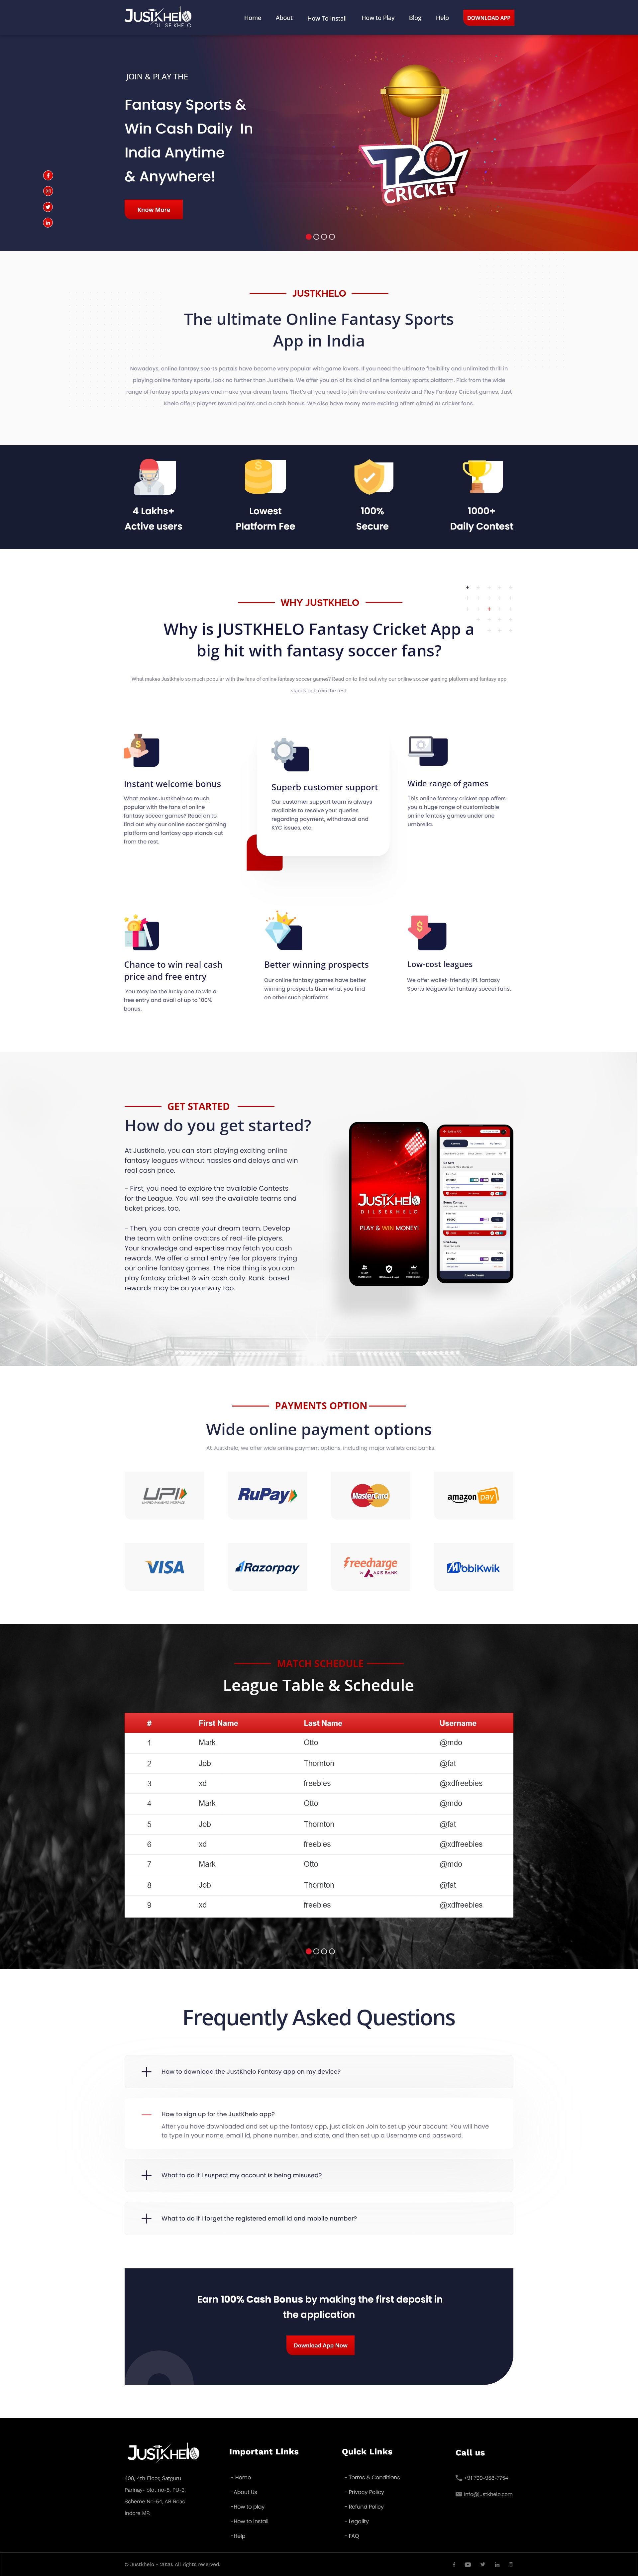 JustKhelo
DIL SE KHELO
Home About How To Install How to Play Blog Help DOWNLOAD APP
JOIN & PLAY THE
Fantasy Sports &
Win Cash Daily In
India Anytime
& Anywhere!
Know More
T20
CRICKET
JUSTKHELO
The ultimate Online Fantasy Sports
App in India
Nowadays, online fantasy sports portals have become very popular with game lovers. If you need the ultimate flexibility and unlimited thrill in
playing online fantasy sports, look no further than JustKhelo. We offer you an of its kind of online fantasy sports platform. Pick from the wide
range of fantasy sports players and make your dream team. That's all you need to join the online contests and Play Fantasy Cricket games. Just
Khelo offers players reward points and a cash bonus. We also have many more exciting offers aimed at cricket fans.
4 Lakhs+
Active users
Lowest
Platform Fee
100%
Secure
1000+
Daily Contest
WHY JUSTKHELO
Why is JUSTKHELO Fantasy Cricket App a
big hit with fantasy soccer fans?
What makes Justkhelo so much popular with the fans of online fantasy soccer games? Read on to find out why our online soccer gaming platform and fantasy app
stands out from the rest.
Instant welcome bonus
What makes Justkhelo so much
popular with the fans of online
fantasy soccer games? Read on to
find out why our online soccer gaming
platform and fantasy app stands out
from the rest.
Superb customer support
Our customer support team is always
available to resolve your queries
regarding payment, withdrawal and
KYC issues, etc.
Wide range of games
This online fantasy cricket app offers
you a huge range of customizable
online fantasy games under one
umbrella.
Chance to win real cash
price and free entry
You may be the lucky one to win a
free entry and avail of up to 100%
bonus.
Better winning prospects
Our online fantasy games have better
winning prospects than what you find
on other such platforms.
Low-cost leagues
We offer wallet-friendly IPL fantasy
Sports leagues for fantasy soccer fans.
GET STARTED
How do you get started?
At Justkhelo, you can start playing exciting online
fantasy leagues without hassles and delays and win
real cash price.
- First, you need to explore the available Contests
for the League. You will see the available teams and
ticket prices, too.
- Then, you can create your dream team. Develop
the team with online avatars of real-life players.
Your knowledge and expertise may fetch you cash
rewards. We offer a small entry fee for players trying
our online fantasy games. The nice thing is you can
play fantasy cricket & win cash daily. Rank-based
rewards may be on your way too.
JustKhelo
DIL SE KHELO
PLAY & WIN MONEY!
Create Team
PAYMENTS OPTION
Wide online payment options
At Justkhelo, we offer wide online payment options, including major wallets and banks.
UPI
UNIFIED PAYMENTS INTERFACE
RuPay
MasterCard
amazon pay
VISA
Razorpay
freecharge
by AXIS BANK
MobiKwik
MATCH SCHEDULE
League Table & Schedule
# First Name Last Name Username
1 Mark Otto @mdo
2 Job Thornton @fat
3 xd freebies @xdfreebies
4 Mark Otto @mdo
5 Job Thornton @fat
6 xd freebies @xdfreebies
7 Mark Otto @mdo
8 Job Thornton @fat
9 xd freebies @xdfreebies
Frequently Asked Questions
How to download the JustKhelo Fantasy app on my device?
How to sign up for the JustKhelo app?
After you have downloaded and set up the fantasy app, just click on Join to set up your account. You will have
to type in your name, email id, phone number, and state, and then set up a Username and password.
What to do if I suspect my account is being misused?
What to do if I forget the registered email id and mobile number?
Earn 100% Cash Bonus by making the first deposit in
the application
Download App Now
JustKhelo
408, 4th Floor, Satguru
Parinay- plot no-5, PU-3,
Scheme No-54, AB Road
Indore MP,
Important Links
- Home
-About Us
-How to play
-How to install
-Help
Quick Links
- Terms & Conditions
- Privacy Policy
- Refund Policy
- Legality
- FAQ
Call us
+91 799-958-7754
info@justkhelo.com
© Justkhelo - 2020. All rights reserved.